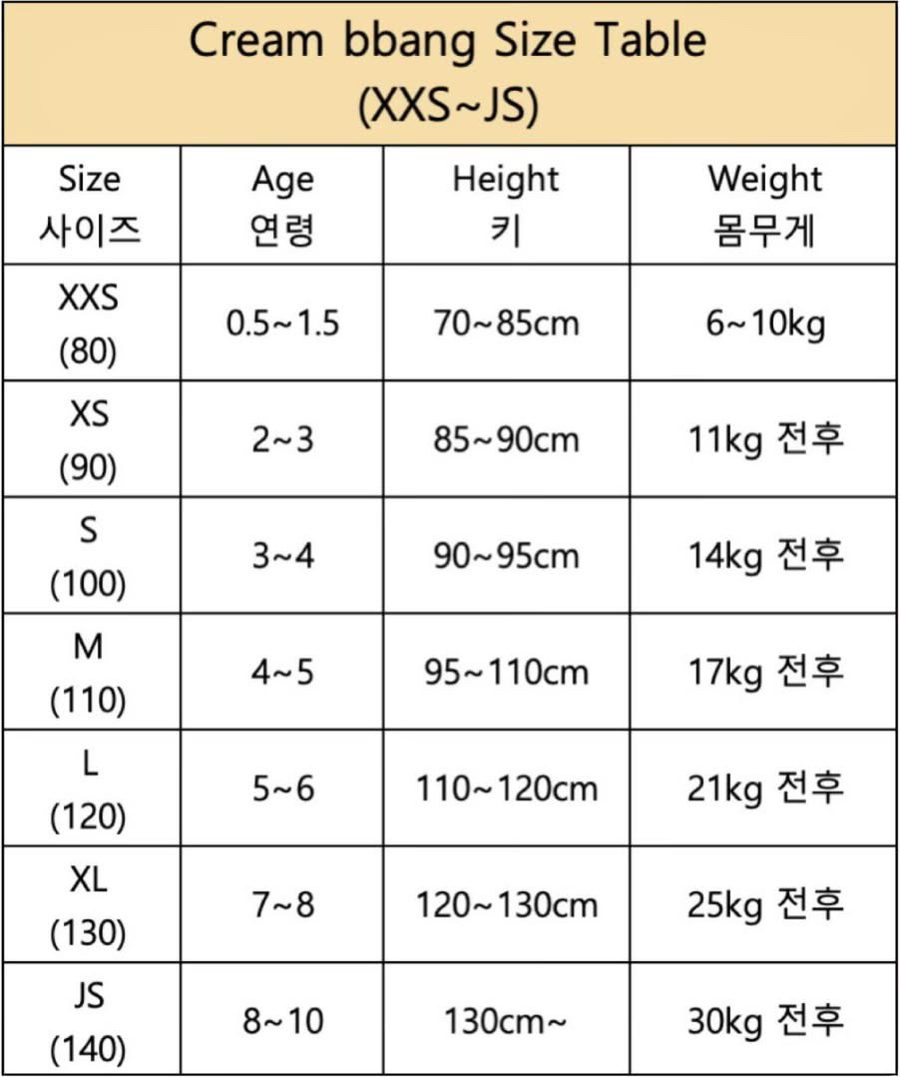 Cream bbang Size Table
(XXS~JS)
Size Age Height Weight
사이즈 연령 키 몸무게
XXS
(80) 0.5~1.5 70~85cm 6~10kg
XS
(90) 2~3 85~90cm 11kg 전후
S
(100) 3~4 90~95cm 14kg 전후
M
(110) 4~5 95~110cm 17kg 전후
L
(120) 5~6 110~120cm 21kg 전후
XL
(130) 7~8 120~130cm 25kg 전후
JS
(140) 8~10 130cm~ 30kg 전후